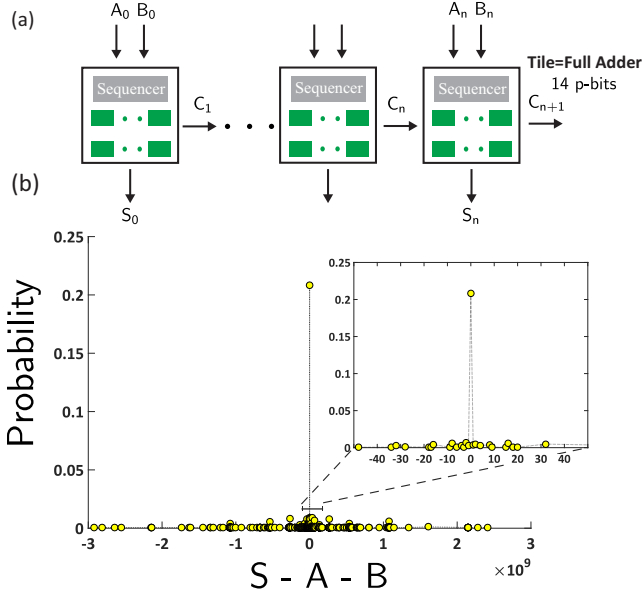 (a)
A₀ B₀
Aₙ Bₙ
Tile=Full Adder
14 p-bits
Sequencer
Sequencer
Sequencer
C₁
Cₙ
Cₙ₊₁
S₀
Sₙ
(b)
Probability
0.25
0.2
0.15
0.1
0.05
0
-3 -2 -1 0 1 2 3
×10⁹
S - A - B
0.25
0.2
0.15
0.1
0.05
0
-40 -30 -20 -10 0 10 20 30 40